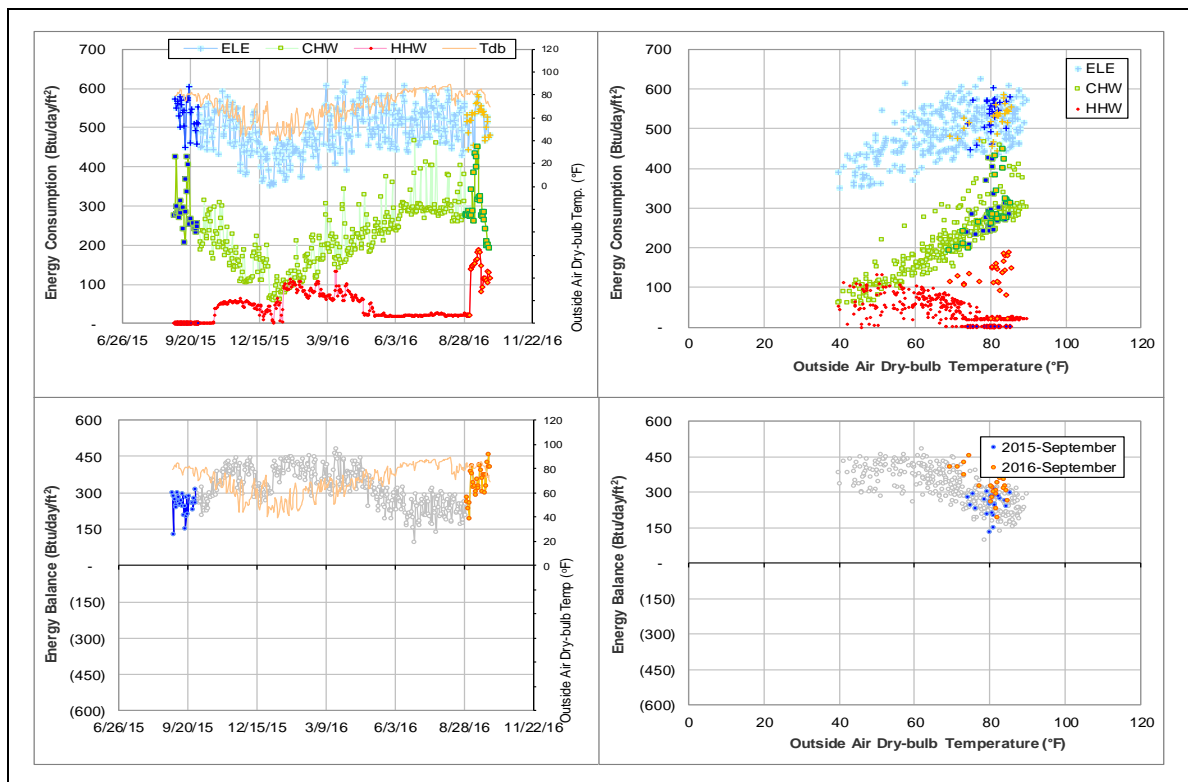 ELE CHW HHW Tdb
Energy Consumption (Btu/day/ft²)
700
600
500
400
300
200
100
-
120
100
80
60
40
20
0
Outside Air Dry-bulb Temp. (°F)
6/26/15 9/20/15 12/15/15 3/9/16 6/3/16 8/28/16 11/22/16
ELE
CHW
HHW
Energy Consumption (Btu/day/ft²)
700
600
500
400
300
200
100
-
0 20 40 60 80 100 120
Outside Air Dry-bulb Temperature (°F)
Energy Balance (Btu/day/ft²)
600
450
300
150
-
(150)
(300)
(450)
(600)
120
100
80
60
40
20
0
Outside Air Dry-bulb Temp (°F)
6/26/15 9/20/15 12/15/15 3/9/16 6/3/16 8/28/16 11/22/16
2015-September
2016-September
Energy Balance (Btu/day/ft²)
600
450
300
150
-
(150)
(300)
(450)
(600)
0 20 40 60 80 100 120
Outside Air Dry-bulb Temperature (°F)